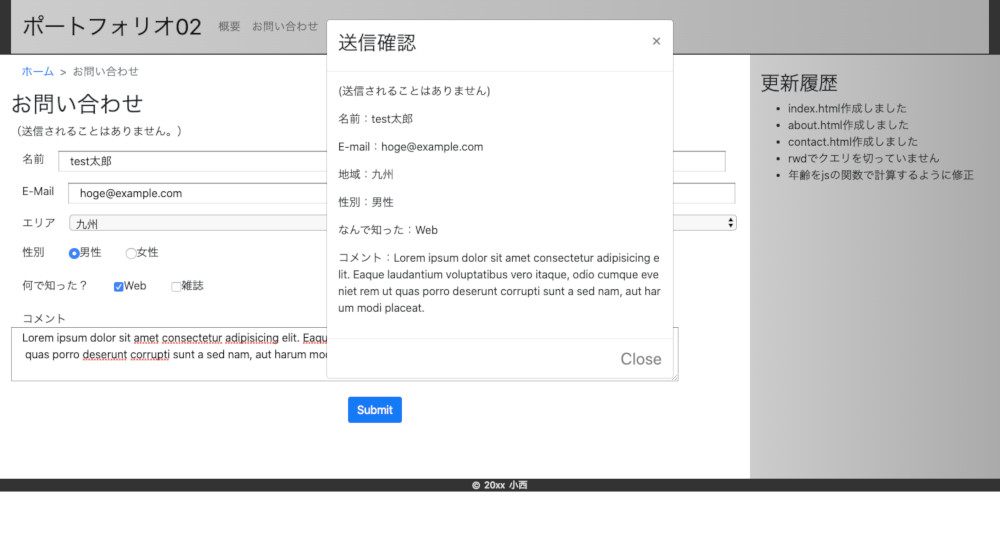 ポートフォリオ02
概要 お問い合わせ
ホーム > お問い合わせ
お問い合わせ
（送信されることはありません。）
名前 test太郎
E-Mail hoge@example.com
エリア 九州
性別 男性 女性
何で知った？ Web 雑誌
コメント
Lorem ipsum dolor sit amet consectetur adipisicing elit. Eaqu
quas porro deserunt corrupti sunt a sed nam, aut harum mo
Submit
送信確認
×
(送信されることはありません)
名前：test太郎
E-mail：hoge@example.com
地域：九州
性別：男性
なんで知った：Web
コメント：Lorem ipsum dolor sit amet consectetur adipisicing e
lit. Eaque laudantium voluptatibus vero itaque, odio cumque eve
niet rem ut quas porro deserunt corrupti sunt a sed nam, aut har
um modi placeat.
Close
更新履歴
index.html作成しました
about.html作成しました
contact.html作成しました
rwdでクエリを切っていません
年齢をjsの関数で計算するように修正
© 20xx 小西